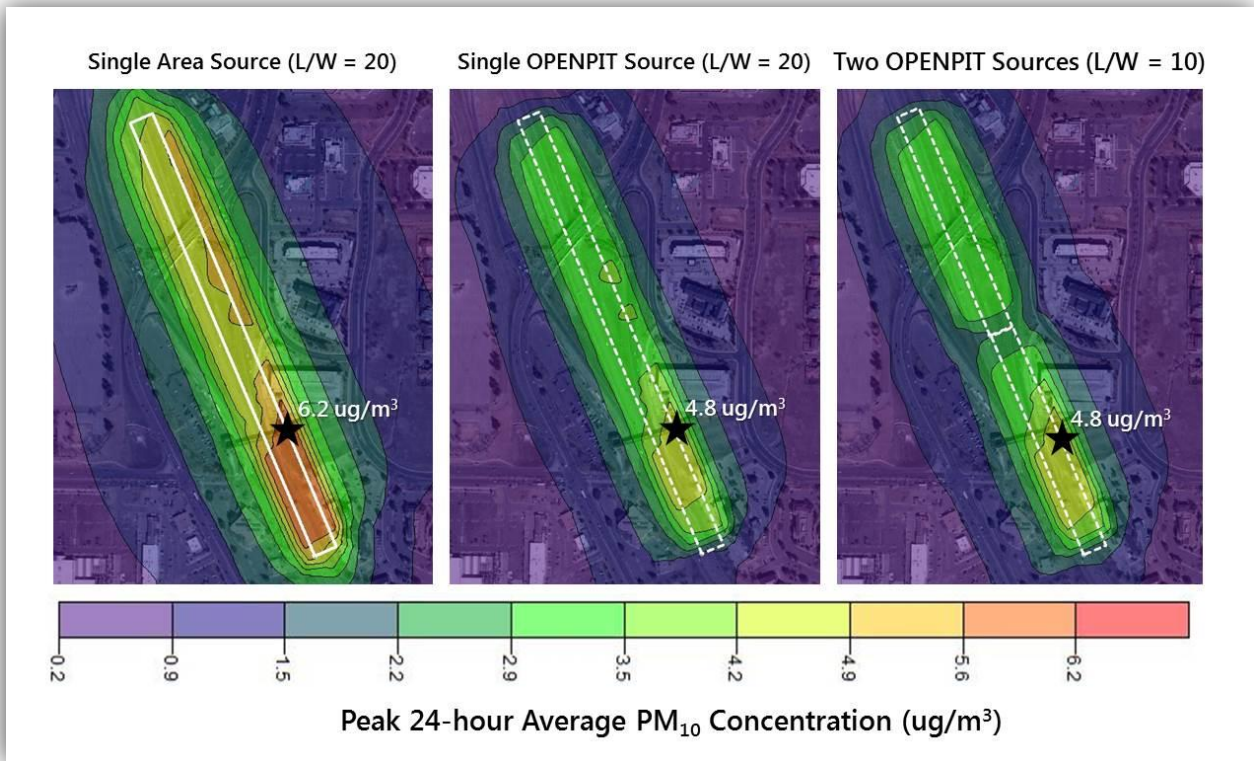 Single Area Source (L/W = 20)
Single OPENPIT Source (L/W = 20)
Two OPENPIT Sources (L/W = 10)
6.2 ug/m³
4.8 ug/m³
4.8 ug/m³
0.2 0.9 1.5 2.2 2.9 3.5 4.2 4.9 5.6 6.2
Peak 24-hour Average PM₁₀ Concentration (ug/m³)